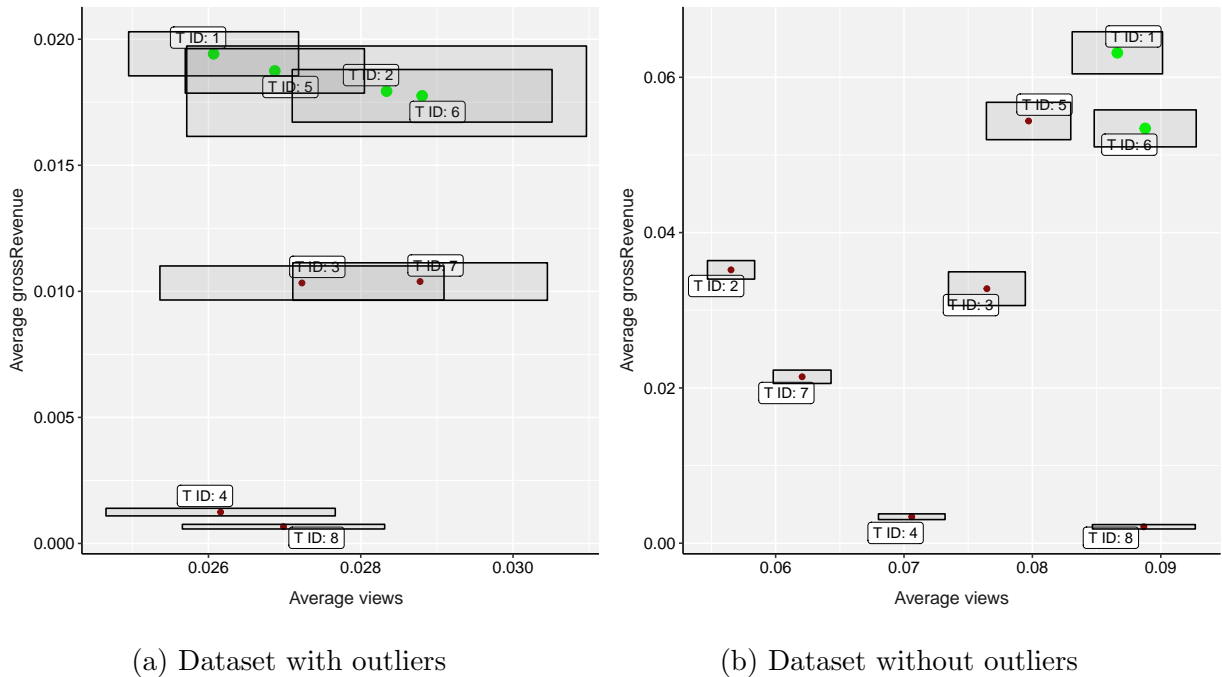 0.020
0.015
0.010
0.005
0.000
Average grossRevenue
T ID: 1
T ID: 5
T ID: 2
T ID: 6
T ID: 3
T ID: 7
T ID: 4
T ID: 8
0.026
0.028
0.030
Average views
(a) Dataset with outliers
0.06
0.04
0.02
0.00
Average grossRevenue
T ID: 1
T ID: 5
T ID: 6
T ID: 2
T ID: 3
T ID: 7
T ID: 4
T ID: 8
0.06
0.07
0.08
0.09
Average views
(b) Dataset without outliers